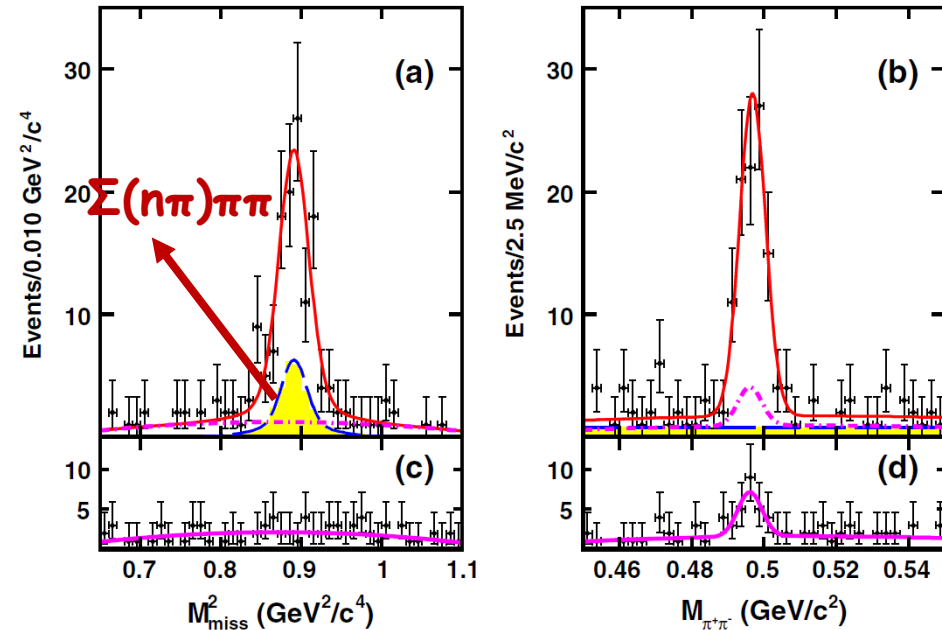 Events/0.010 GeV²/c⁴
30
20
10
(a)
Σ(nπ)ππ
10
5
(c)
0.7 0.8 0.9 1 1.1
M²miss (GeV²/c⁴)
Events/2.5 MeV/c²
30
20
10
(b)
10
5
(d)
0.46 0.48 0.5 0.52 0.54
Mπ⁺π⁻ (GeV/c²)